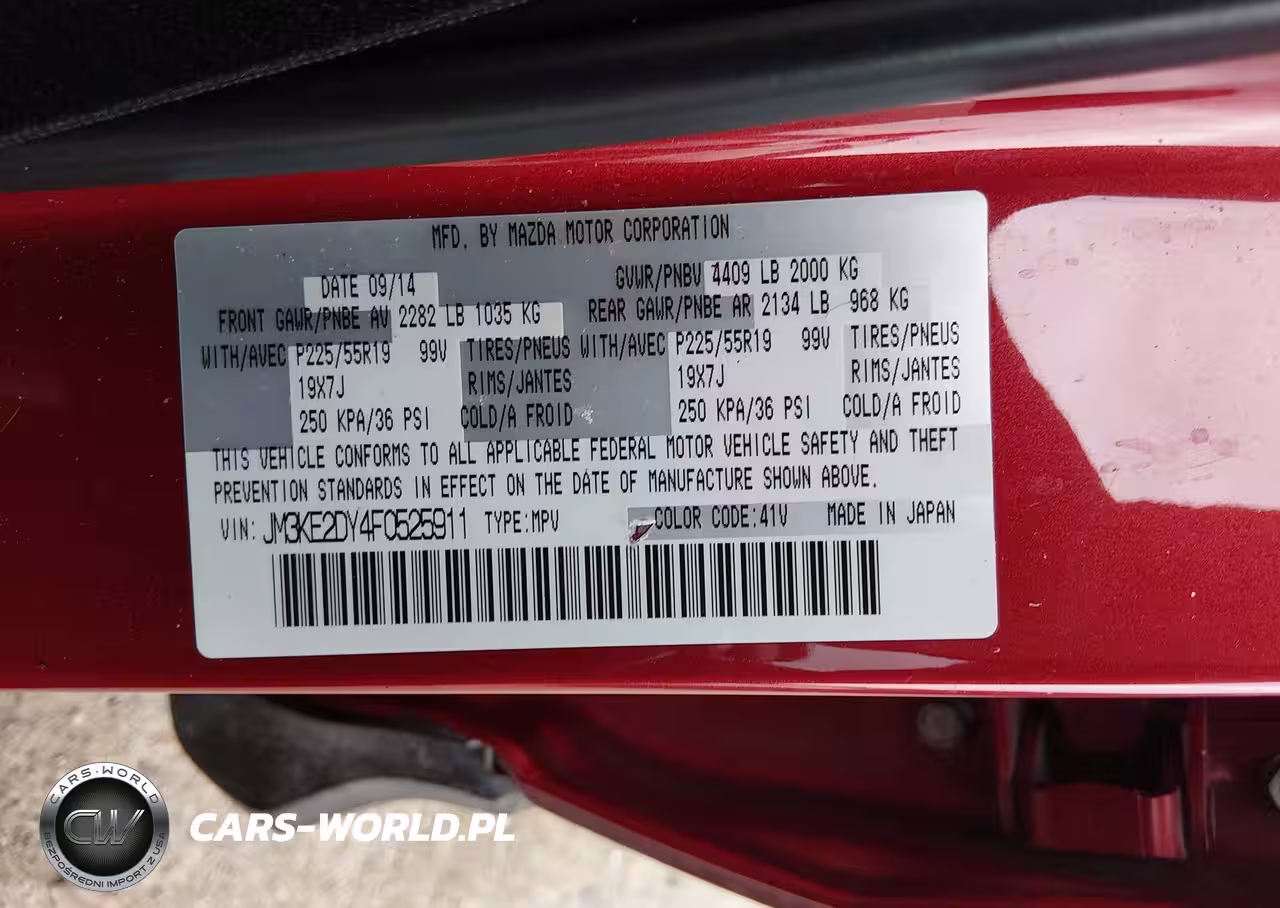 MFD. BY MAZDA MOTOR CORPORATION
DATE 09/14 GVWR/PNBV 4409 LB 2000 KG
FRONT GAWR/PNBE AV 2282 LB 1035 KG REAR GAWR/PNBE AR 2134 LB 968 KG
WITH/AVEC P225/55R19 99V TIRES/PNEUS WITH/AVEC P225/55R19 99V TIRES/PNEUS
19X7J RIMS/JANTES 19X7J RIMS/JANTES
250 KPA/36 PSI COLD/A FROID 250 KPA/36 PSI COLD/A FROID
THIS VEHICLE CONFORMS TO ALL APPLICABLE FEDERAL MOTOR VEHICLE SAFETY AND THEFT
PREVENTION STANDARDS IN EFFECT ON THE DATE OF MANUFACTURE SHOWN ABOVE.
VIN: JM3KE2DY4F0525911 TYPE:MPV COLOR CODE:41V MADE IN JAPAN
CARS-WORLD
CW
BEZPOŚREDNI IMPORT Z USA
CARS-WORLD.PL